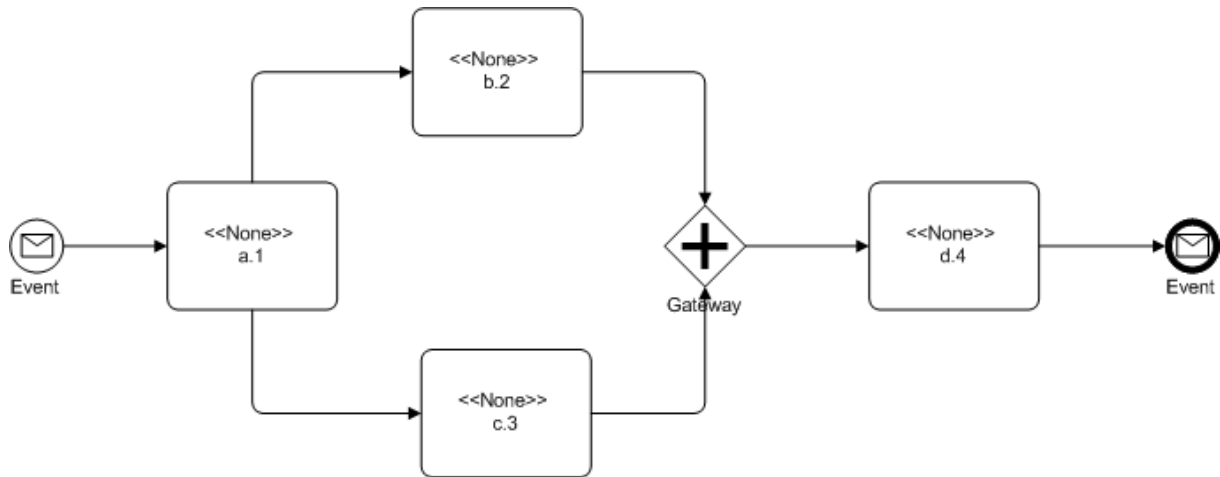 <<None>>
b.2
<<None>>
a.1
Event
Gateway
<<None>>
d.4
Event
<<None>>
c.3